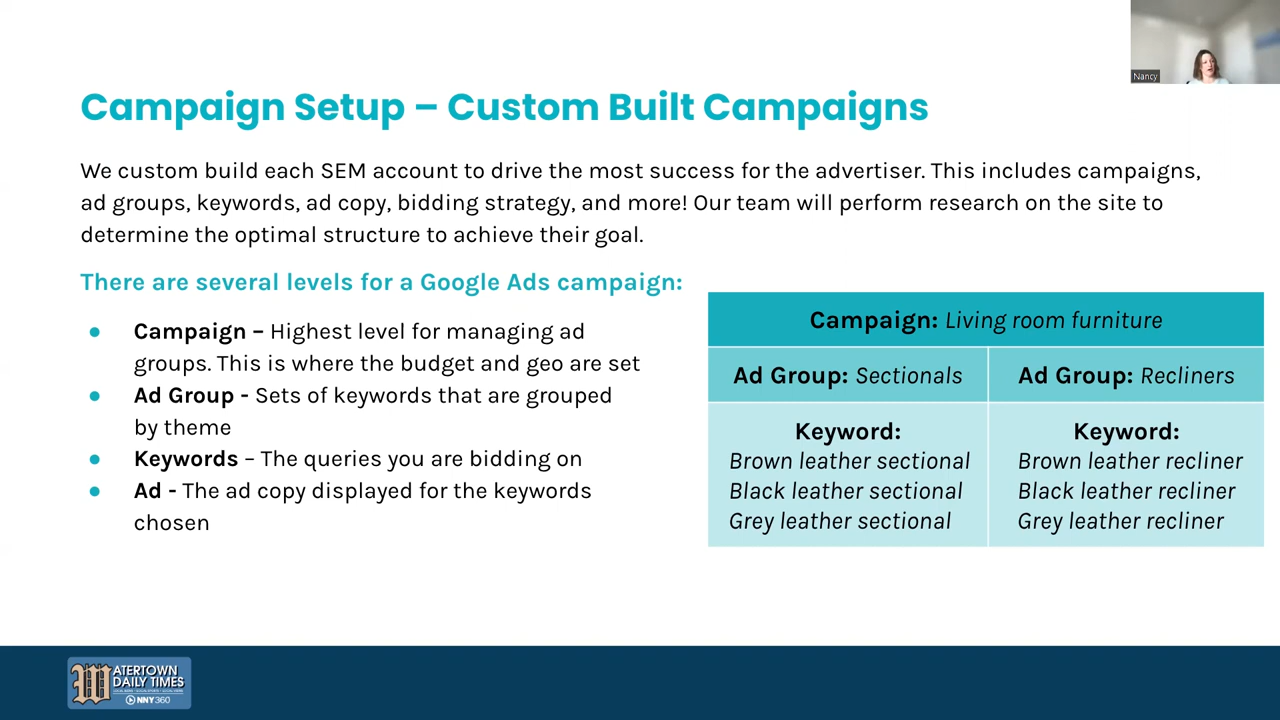 Nancy
Campaign Setup – Custom Built Campaigns
We custom build each SEM account to drive the most success for the advertiser. This includes campaigns,
ad groups, keywords, ad copy, bidding strategy, and more! Our team will perform research on the site to
determine the optimal structure to achieve their goal.
There are several levels for a Google Ads campaign:
● Campaign – Highest level for managing ad
groups. This is where the budget and geo are set
● Ad Group - Sets of keywords that are grouped
by theme
● Keywords – The queries you are bidding on
● Ad - The ad copy displayed for the keywords
chosen
Campaign: Living room furniture
Ad Group: Sectionals
Ad Group: Recliners
Keyword:
Brown leather sectional
Black leather sectional
Grey leather sectional
Keyword:
Brown leather recliner
Black leather recliner
Grey leather recliner
WATERTOWN
DAILY TIMES
NNY360